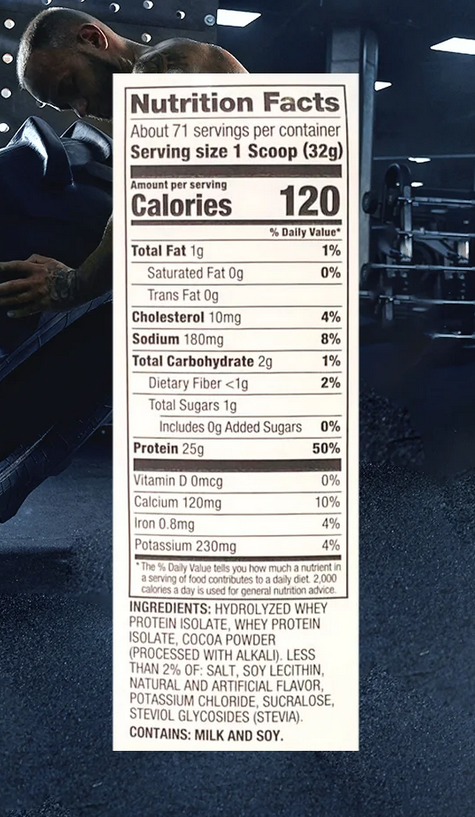 Nutrition Facts
About 71 servings per container
Serving size 1 Scoop (32g)
Amount per serving
Calories 120
% Daily Value*
Total Fat 1g 1%
Saturated Fat 0g 0%
Trans Fat 0g
Cholesterol 10mg 4%
Sodium 180mg 8%
Total Carbohydrate 2g 1%
Dietary Fiber <1g 2%
Total Sugars 1g
Includes 0g Added Sugars 0%
Protein 25g 50%
Vitamin D 0mcg 0%
Calcium 120mg 10%
Iron 0.8mg 4%
Potassium 230mg 4%
*The % Daily Value tells you how much a nutrient in
a serving of food contributes to a daily diet. 2,000
calories a day is used for general nutrition advice.
INGREDIENTS: HYDROLYZED WHEY
PROTEIN ISOLATE, WHEY PROTEIN
ISOLATE, COCOA POWDER
(PROCESSED WITH ALKALI). LESS
THAN 2% OF: SALT, SOY LECITHIN,
NATURAL AND ARTIFICIAL FLAVOR,
POTASSIUM CHLORIDE, SUCRALOSE,
STEVIOL GLYCOSIDES (STEVIA).
CONTAINS: MILK AND SOY.